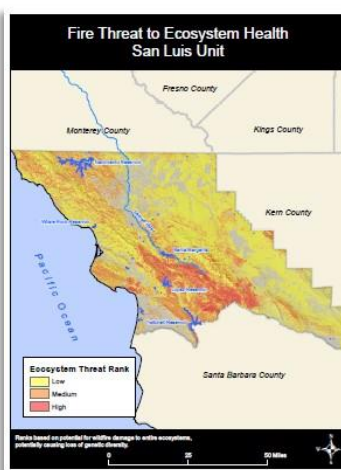 Fire Threat to Ecosystem Health
San Luis Unit
Fresno County
Monterey County
Kings County
Kern County
Pacific Ocean
Santa Barbara County
Ecosystem Threat Rank
Low
Medium
High
Ranks based on potential for wildfire damage to entire ecosystems,
potentially causing loss of genetic diversity.
0 25 50 Miles